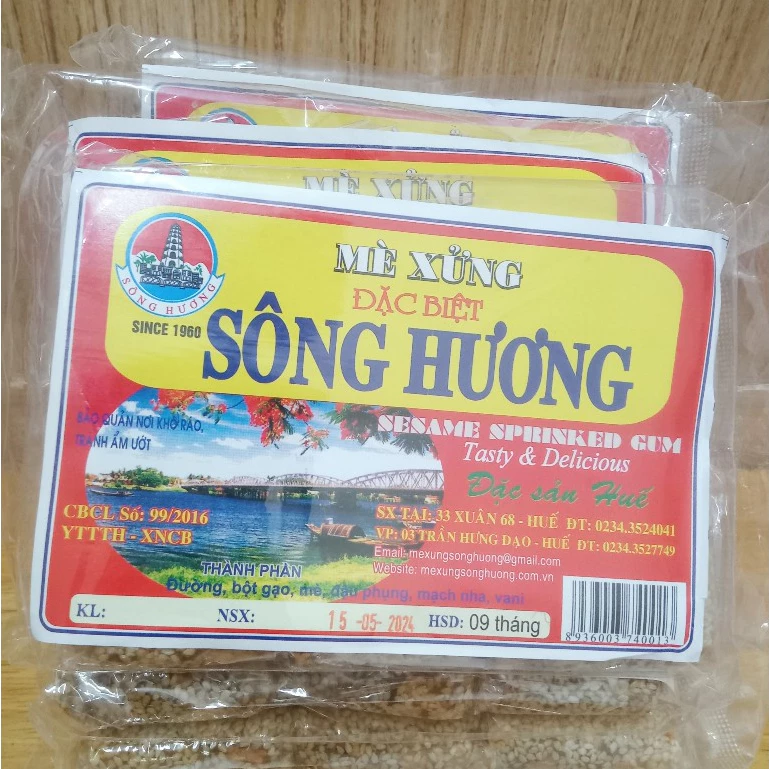 MÈ XỬNG
MÈ XỬNG
ĐẶC BIỆT
SÔNG HƯƠNG
SÔNG HƯƠNG
SINCE 1960
BẢO QUẢN NƠI KHÔ RÁO,
TRÁNH ẨM ƯỚT
SESAME SPRINKED GUM
Tasty & Delicious
Đặc sản Huế
CBCL Số: 99/2016
YTTTH - XNCB
SX TẠI: 33 XUÂN 68 - HUẾ ĐT: 0234.3524041
VP: 03 TRẦN HƯNG ĐẠO - HUẾ ĐT: 0234.3527749
Email: mexungsonghuong@gmail.com
Website: mexungsonghuong.com.vn
THÀNH PHẦN
Đường, bột gạo, mè, đậu phụng, mạch nha, vani
KL: NSX: 15 -05- 2024 HSD: 09 tháng
8936003740013